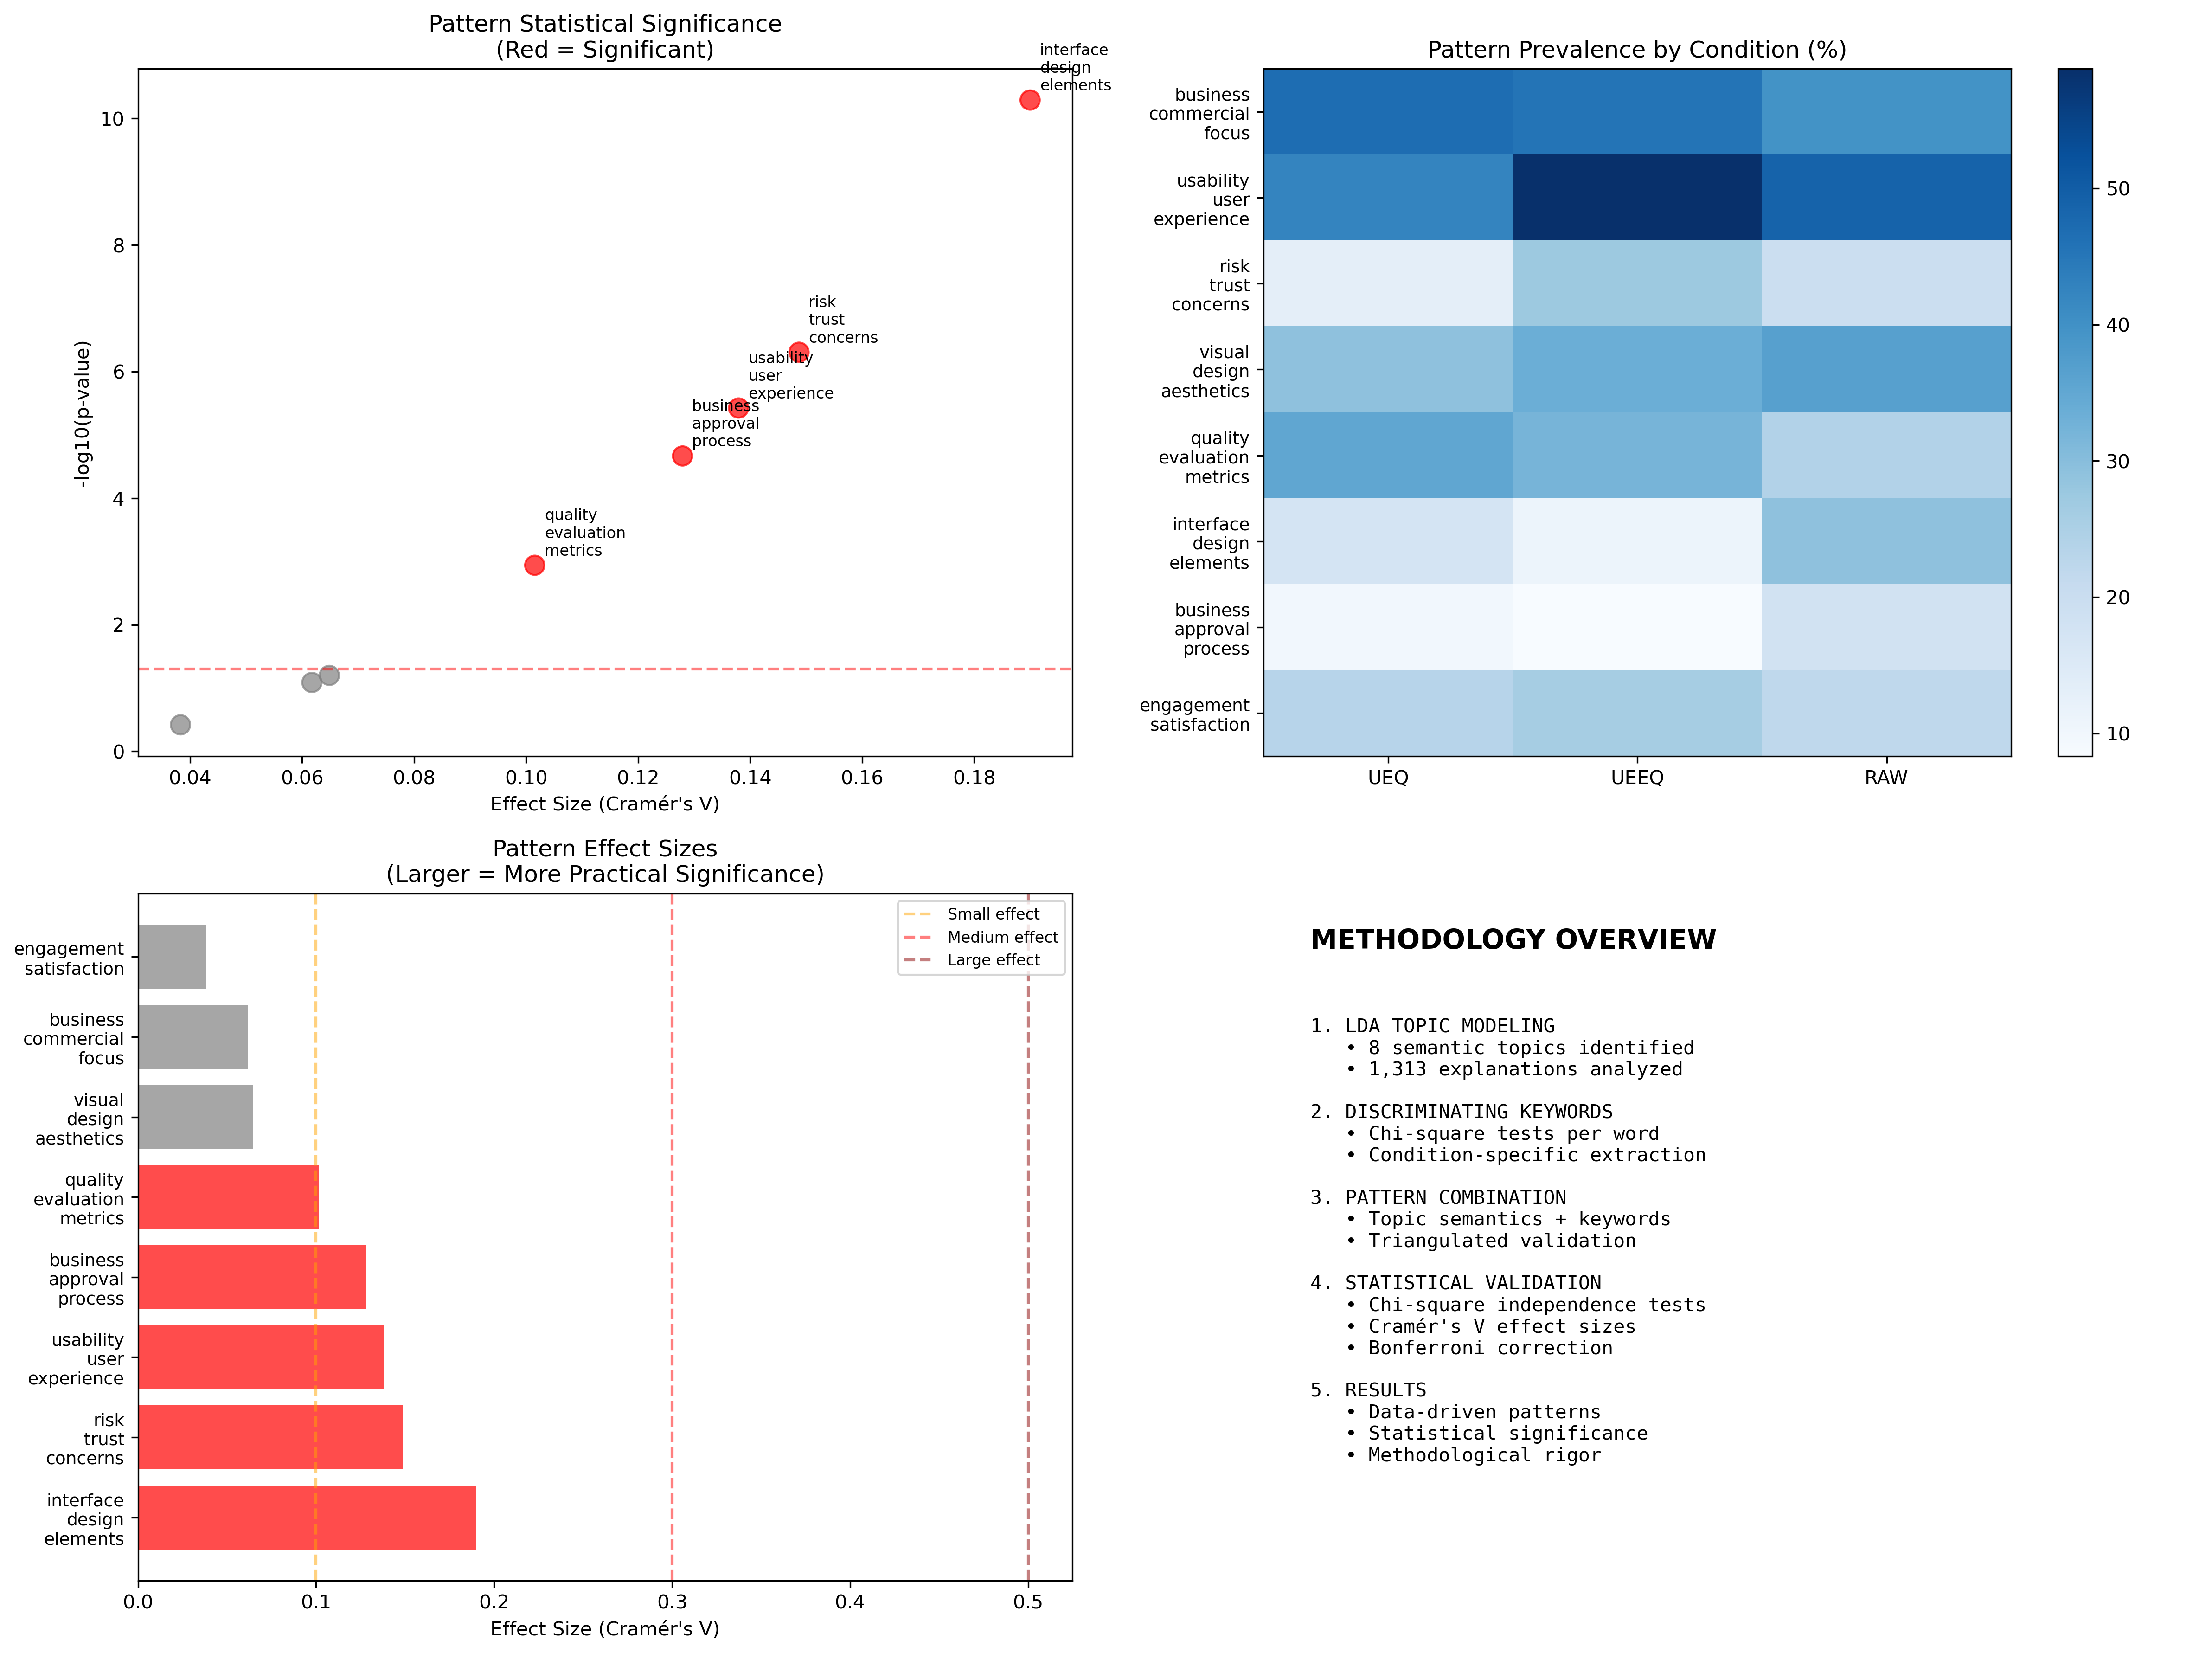 Pattern Statistical Significance
(Red = Significant)
interface
design
elements
risk
trust
concerns
usability
user
experience
business
approval
process
quality
evaluation
metrics
10
8
6
4
2
0
-log10(p-value)
0.04 0.06 0.08 0.10 0.12 0.14 0.16 0.18
Effect Size (Cramér's V)
Pattern Prevalence by Condition (%)
business
commercial
focus
usability
user
experience
risk
trust
concerns
visual
design
aesthetics
quality
evaluation
metrics
interface
design
elements
business
approval
process
engagement
satisfaction
UEQ UEEQ RAW
50
40
30
20
10
Pattern Effect Sizes
(Larger = More Practical Significance)
Small effect
Medium effect
Large effect
engagement
satisfaction
business
commercial
focus
visual
design
aesthetics
quality
evaluation
metrics
business
approval
process
usability
user
experience
risk
trust
concerns
interface
design
elements
0.0 0.1 0.2 0.3 0.4 0.5
Effect Size (Cramér's V)
METHODOLOGY OVERVIEW
1. LDA TOPIC MODELING
• 8 semantic topics identified
• 1,313 explanations analyzed
2. DISCRIMINATING KEYWORDS
• Chi-square tests per word
• Condition-specific extraction
3. PATTERN COMBINATION
• Topic semantics + keywords
• Triangulated validation
4. STATISTICAL VALIDATION
• Chi-square independence tests
• Cramér's V effect sizes
• Bonferroni correction
5. RESULTS
• Data-driven patterns
• Statistical significance
• Methodological rigor